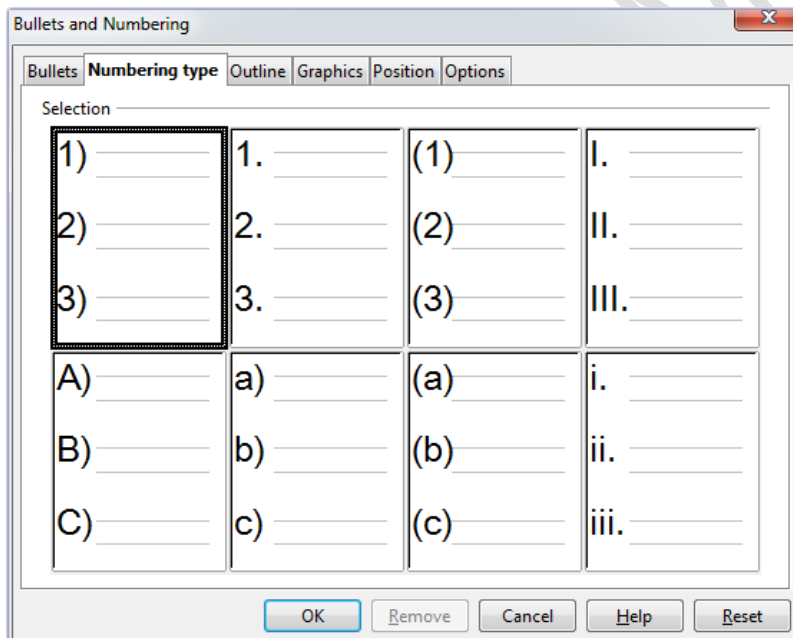 Bullets and Numbering
Bullets Numbering type Outline Graphics Position Options
Selection
1) 1. (1) I.
2) 2. (2) II.
3) 3. (3) III.
A) a) (a) i.
B) b) (b) ii.
C) c) (c) iii.
OK Remove Cancel Help Reset